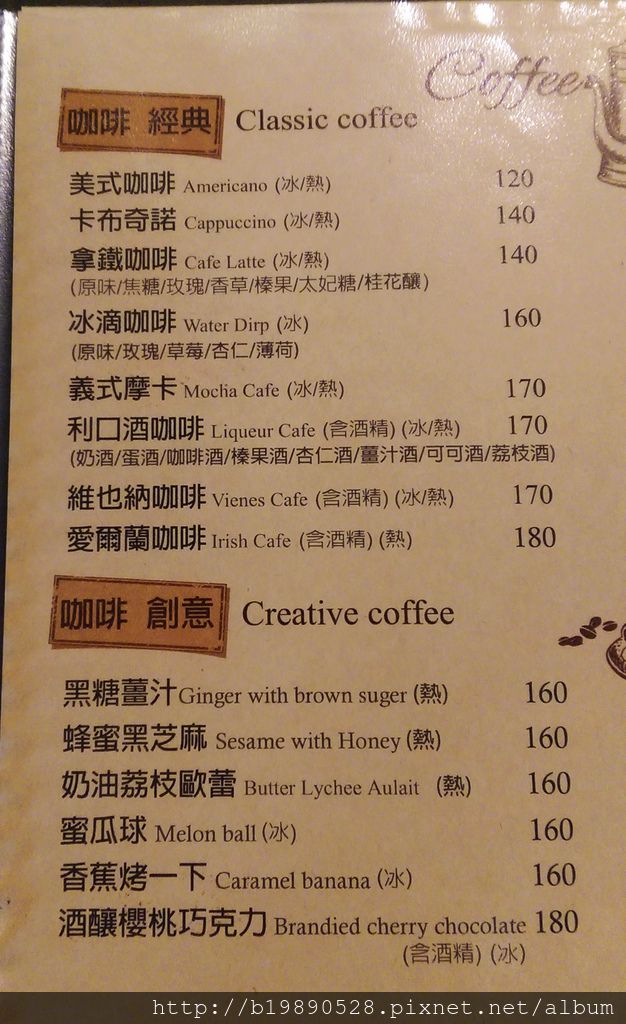 Coffee
咖啡 經典 Classic coffee
美式咖啡 Americano (冰/熱) 120
卡布奇諾 Cappuccino (冰/熱) 140
拿鐵咖啡 Cafe Latte (冰/熱) 140
(原味/焦糖/玫瑰/香草/榛果/太妃糖/桂花釀)
冰滴咖啡 Water Dirp (冰) 160
(原味/玫瑰/草莓/杏仁/薄荷)
義式摩卡 Mocha Cafe (冰/熱) 170
利口酒咖啡 Liqueur Cafe (含酒精) (冰/熱) 170
(奶酒/蛋酒/咖啡酒/榛果酒/杏仁酒/薑汁酒/可可酒/荔枝酒)
維也納咖啡 Vienes Cafe (含酒精) (冰/熱) 170
愛爾蘭咖啡 Irish Cafe (含酒精) (熱) 180
咖啡 創意 Creative coffee
黑糖薑汁Ginger with brown suger (熱) 160
蜂蜜黑芝麻 Sesame with Honey (熱) 160
奶油荔枝歐蕾 Butter Lychee Aulait (熱) 160
蜜瓜球 Melon ball (冰) 160
香蕉烤一下 Caramel banana (冰) 160
酒釀櫻桃巧克力 Brandied cherry chocolate 180
(含酒精) (冰)
http://b19890528.pixnet.net/album